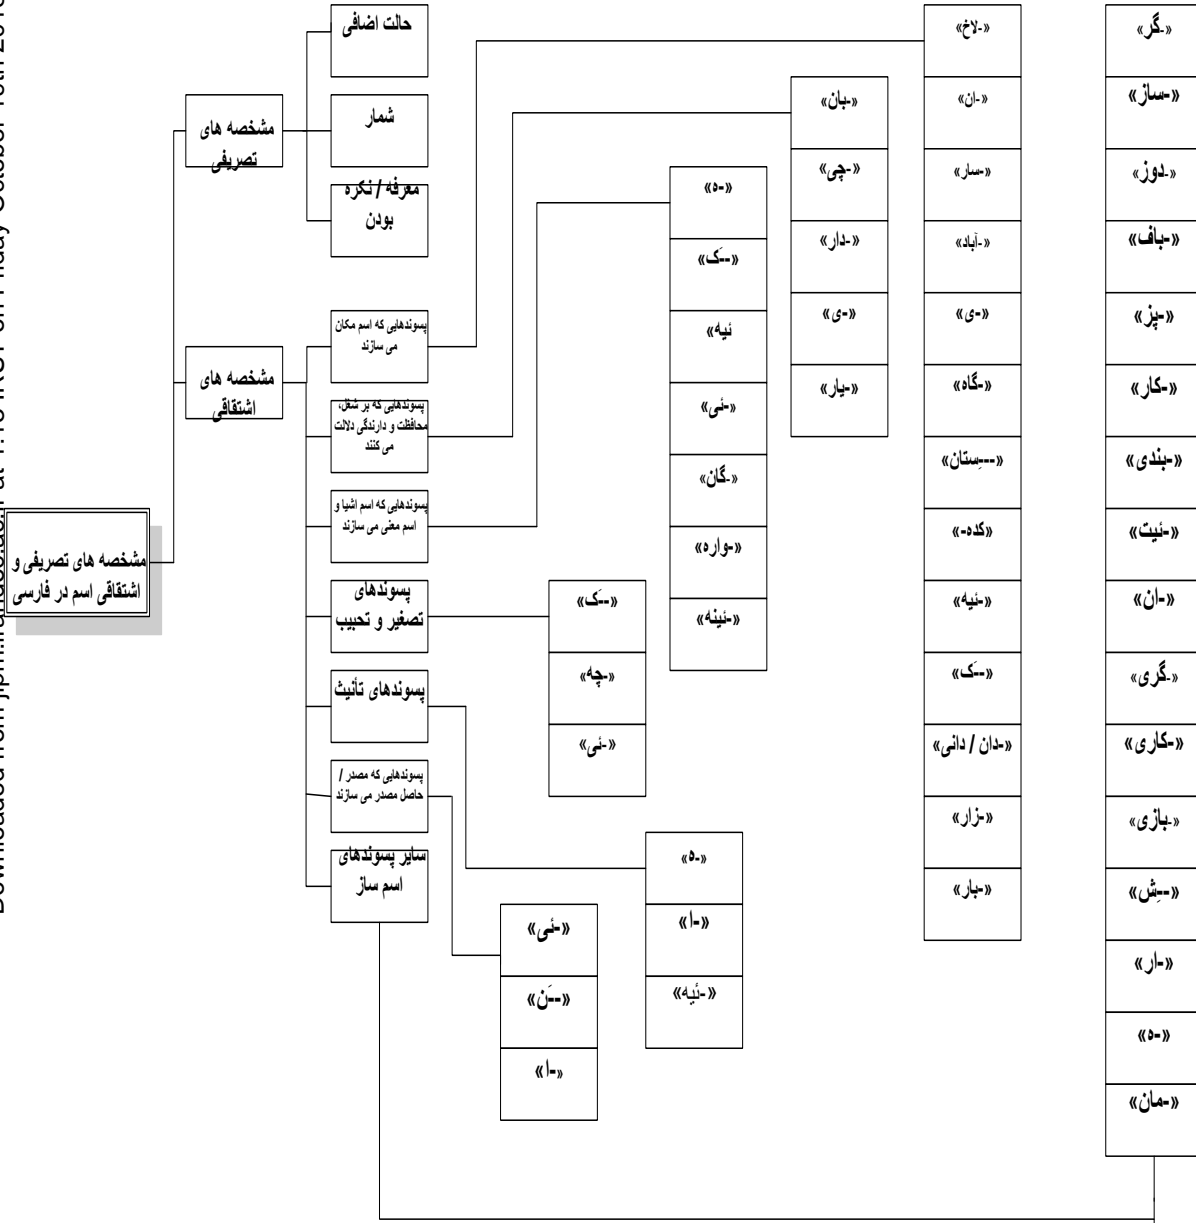 مشخصه های تصریفی و
اشتقاقی اسم در فارسی
مشخصه های
تصریفی
حالت اضافی
شمار
معرفه / نکره
بودن
مشخصه های
اشتقاقی
پسوندهایی که اسم مکان
می سازند
پسوندهایی که بر شغل،
محافظت و دارندگی دلالت
می کنند
پسوندهایی که اسم اشیا و
اسم معنی می سازند
پسوندهای
تصغیر و تحبیب
پسوندهای تأنیث
پسوندهایی که مصدر /
حاصل مصدر می سازند
سایر پسوندهای
اسم ساز
«-لاخ»
«-ان»
«-سار»
«-آباد»
«-ی»
«-گاه»
«---ِستان»
«کده-»
«-ئیه»
«--َک»
«-دان / دانی»
«-زار»
«-بار»
«-بان»
«-چی»
«-دار»
«-ی»
«-یار»
«-ه»
«--َک»
ئیه»
«-ئی»
«-گان»
«-واره»
«-ئینه»
«--َک»
«-چه»
«-ئی»
«-ه»
«-ا»
«-ئیه»
«-ئی»
«--َن»
«-ا»
«-گر»
«-ساز»
«-دوز»
«-باف»
«-پز»
«-کار»
«-بندی»
«-ئیت»
«-ان»
«-گری»
«-کاری»
«-بازی»
«--ِش»
«-ار»
«-ه»
«-مان»